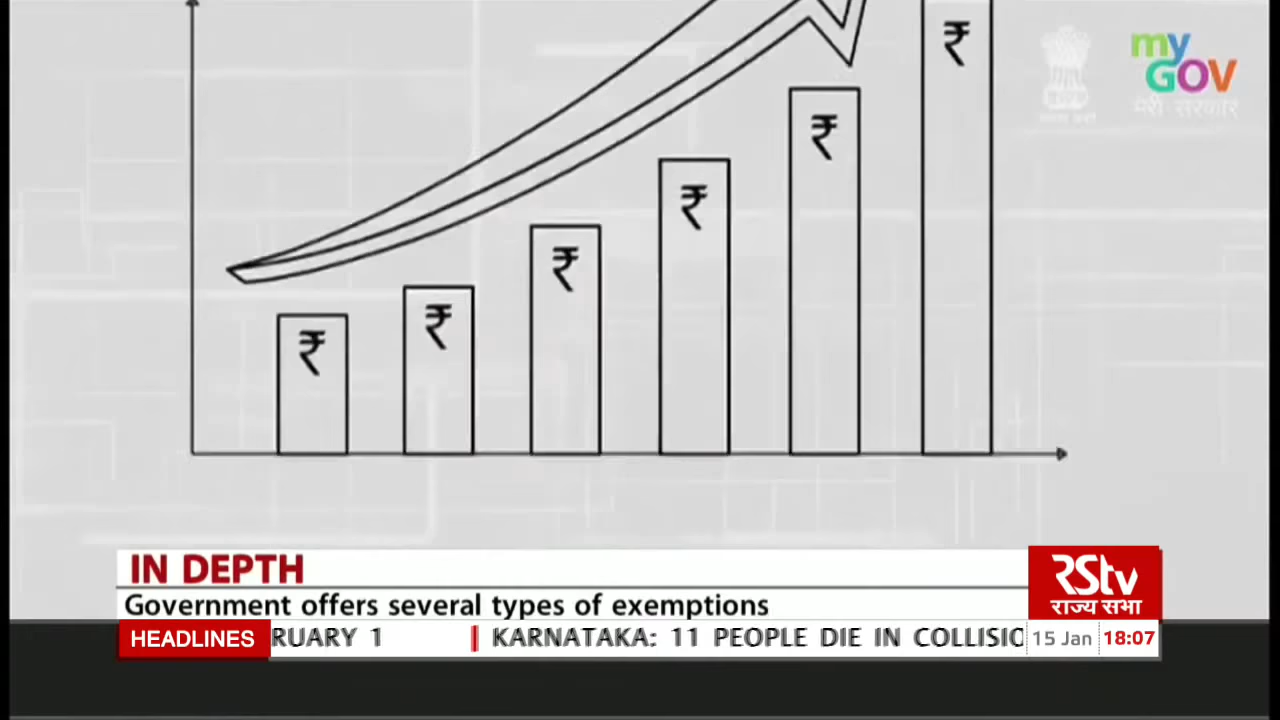 ₹
₹
₹
₹
₹
₹
my
GOV
मेरी सरकार
IN DEPTH
Government offers several types of exemptions
RStv
राज्य सभा
HEADLINES
RUARY 1 | KARNATAKA: 11 PEOPLE DIE IN COLLISIO
15 Jan 18:07